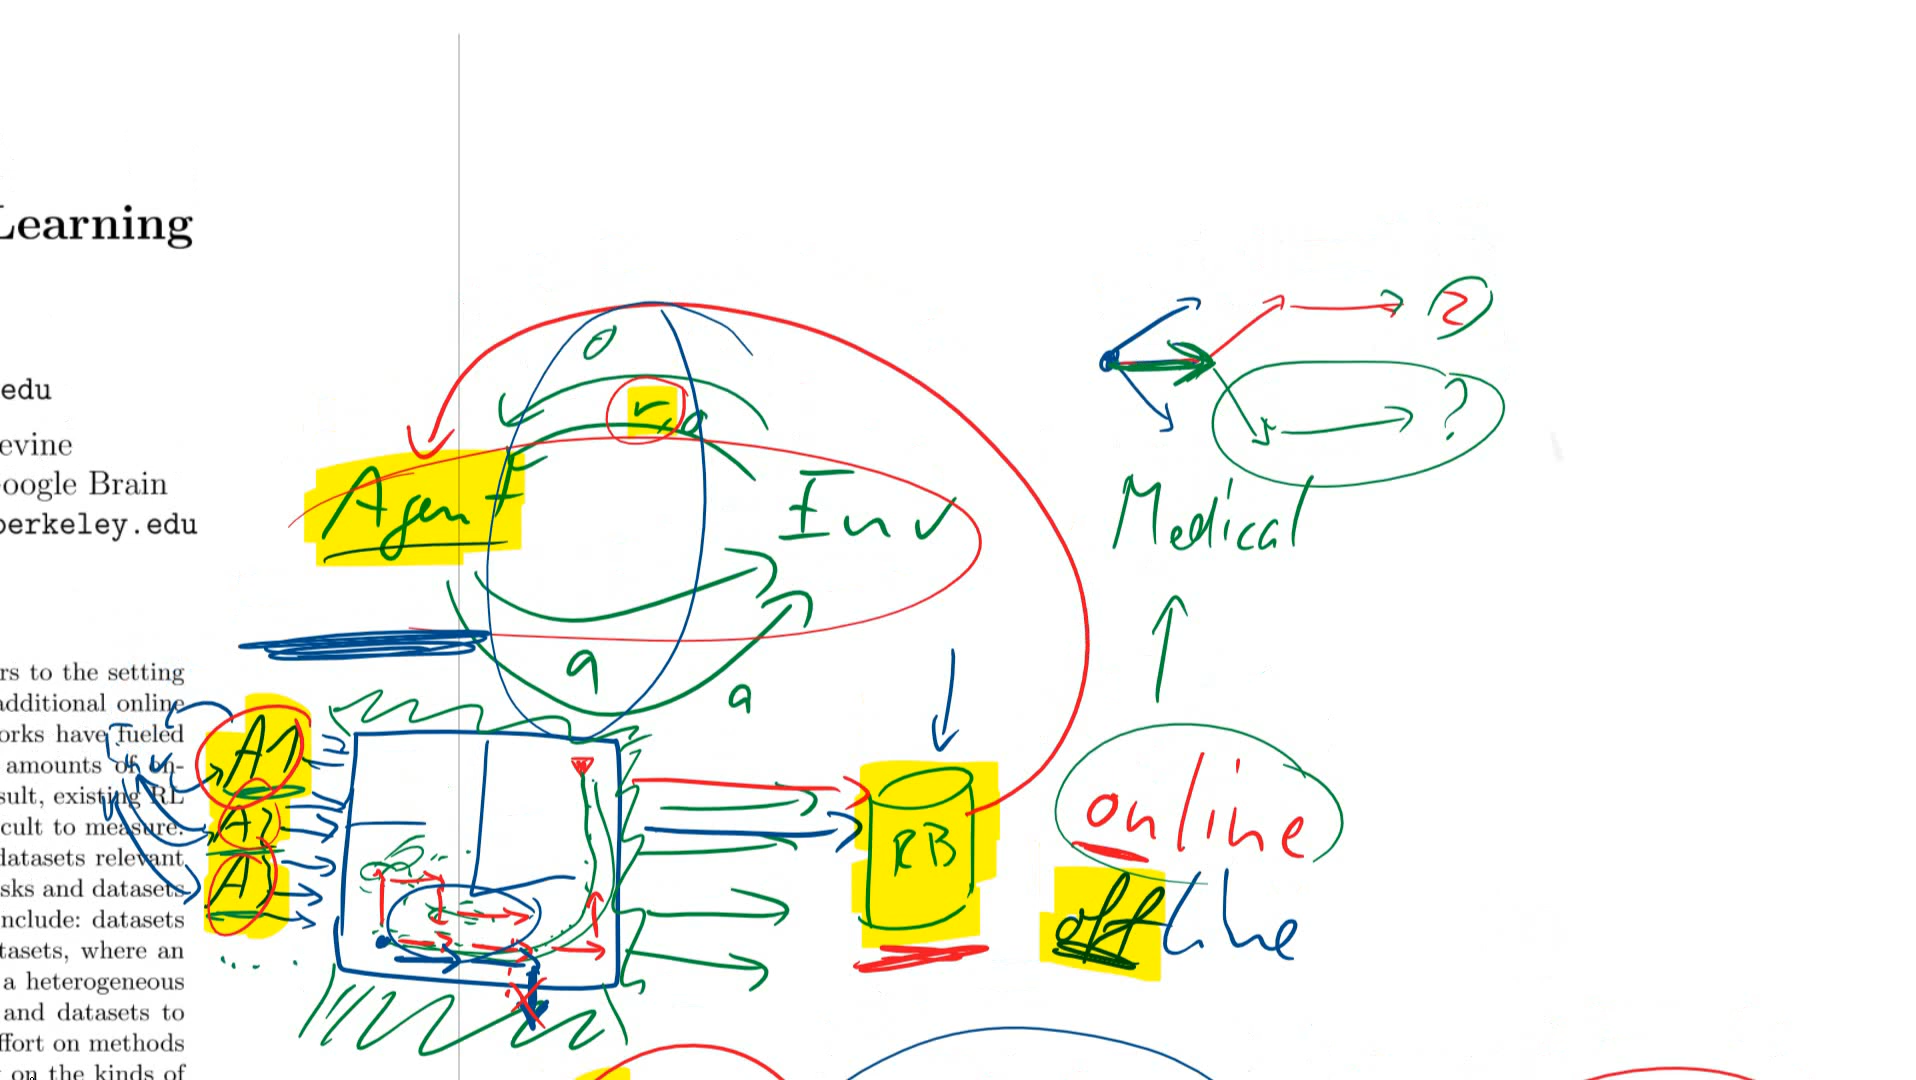 Learning
edu
evine
oogle Brain
berkeley.edu
rs to the setting
additional online
orks have fueled
amounts of on-
sult, existing RL
cult to measure.
datasets relevant
sks and datasets
nclude: datasets
tasets, where an
a heterogeneous
and datasets to
ffort on methods
on the kinds of
o
r, o
Agent
Env
a
a
A1
A2
A3
RB
?
?
Medical
online
offline